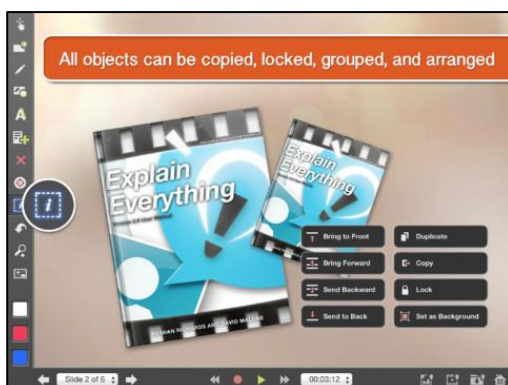 All objects can be copied, locked, grouped, and arranged
A
Explain
Everything
Explain
Everything
i
Bring to Front
Duplicate
Bring Forward
Copy
Send Backward
Lock
Send to Back
Set as Background
Slide 2 of 6
00:03:12